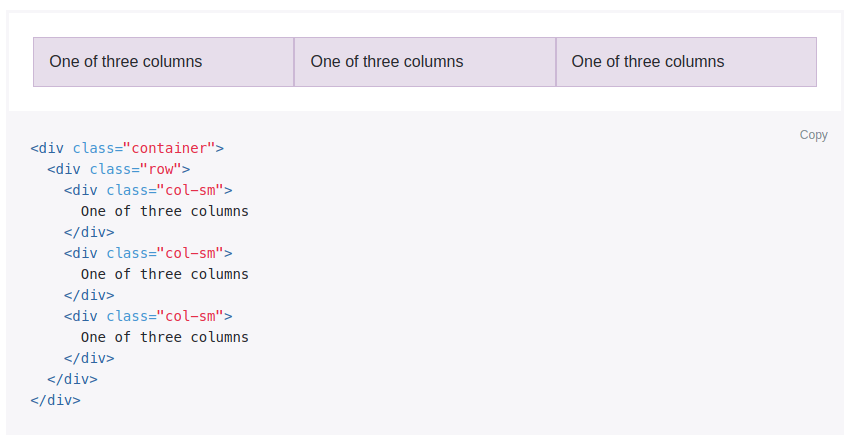 One of three columns One of three columns One of three columns
Copy
<div class="container">
  <div class="row">
    <div class="col-sm">
      One of three columns
    </div>
    <div class="col-sm">
      One of three columns
    </div>
    <div class="col-sm">
      One of three columns
    </div>
  </div>
</div>